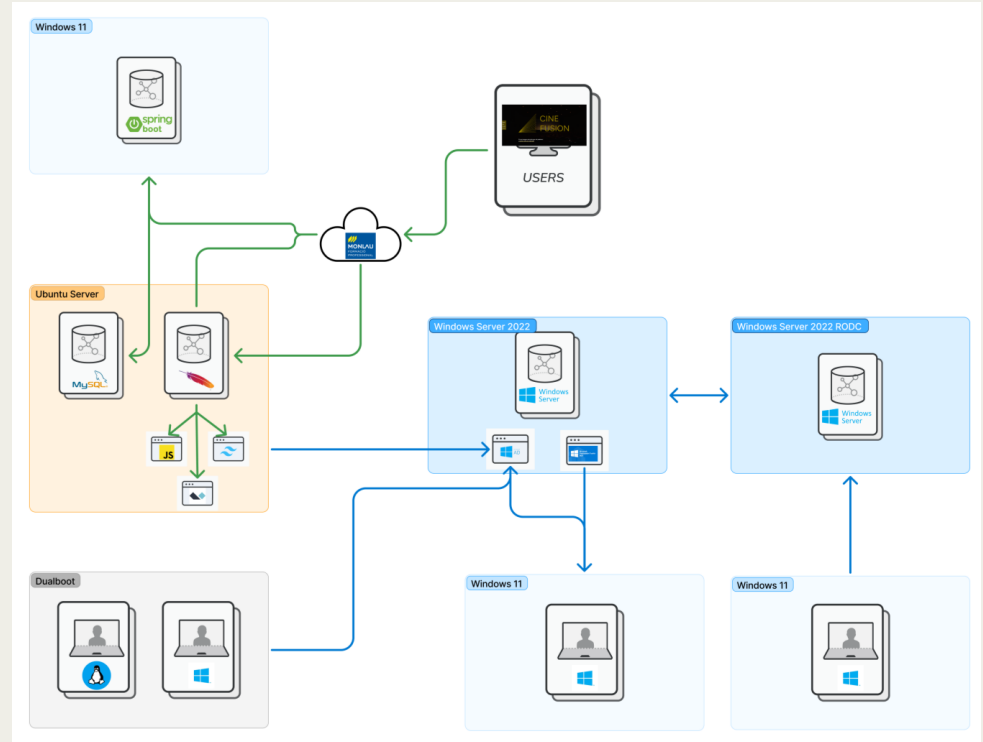 Windows 11
spring
boot
CINE
FUSION
USERS
MONLAU
Ubuntu Server
MySQL
JS
Windows Server 2022
Windows
Server
Windows Server 2022 RODC
Windows
Server
Dualboot
Windows 11
Windows 11